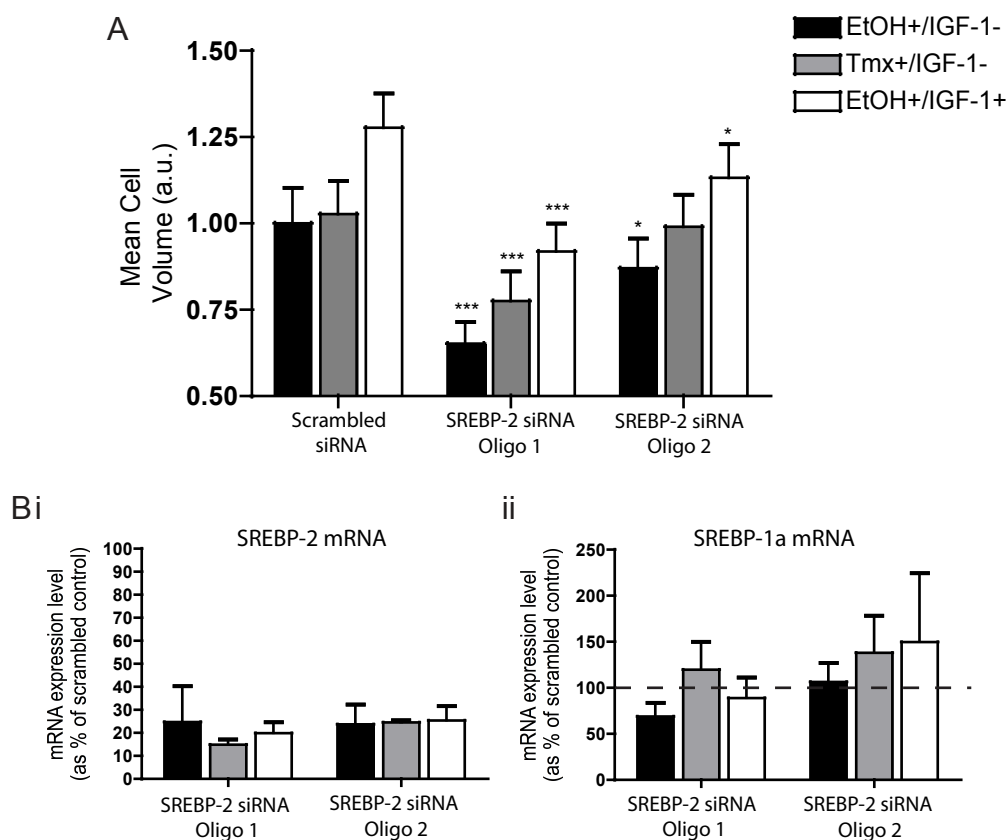 A
EtOH+/IGF-1-
Tmx+/IGF-1-
EtOH+/IGF-1+
Mean Cell
Volume (a.u.)
1.50
1.25
1.00
0.75
0.50
***
***
***
*
*
Scrambled
siRNA
SREBP-2 siRNA
Oligo 1
SREBP-2 siRNA
Oligo 2
B i
SREBP-2 mRNA
mRNA expression level
(as % of scrambled control)
100
90
80
70
60
50
40
30
20
10
0
SREBP-2 siRNA
Oligo 1
SREBP-2 siRNA
Oligo 2
ii
SREBP-1a mRNA
mRNA expression level
(as % of scrambled control)
250
200
150
100
50
0
SREBP-2 siRNA
Oligo 1
SREBP-2 siRNA
Oligo 2